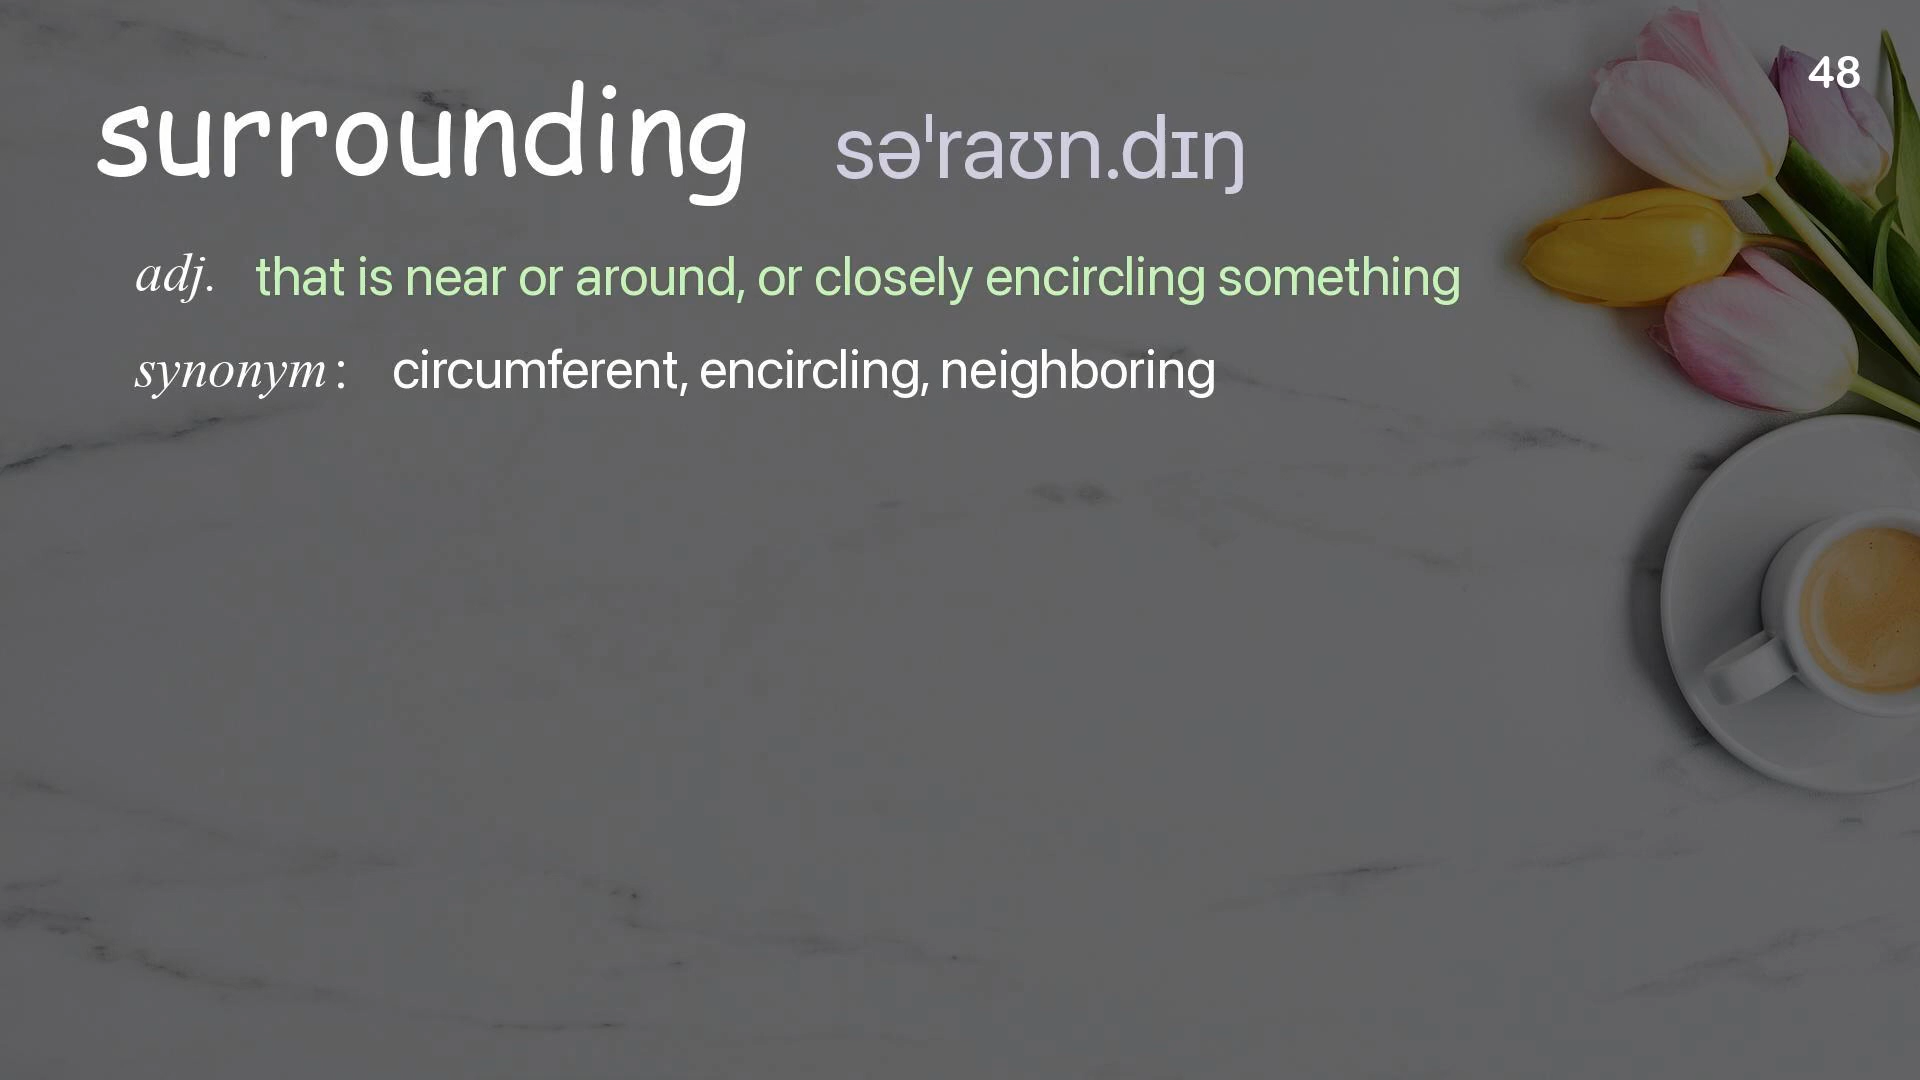 48
surrounding səˈraʊn.dɪŋ
adj. that is near or around, or closely encircling something
synonym : circumferent, encircling, neighboring